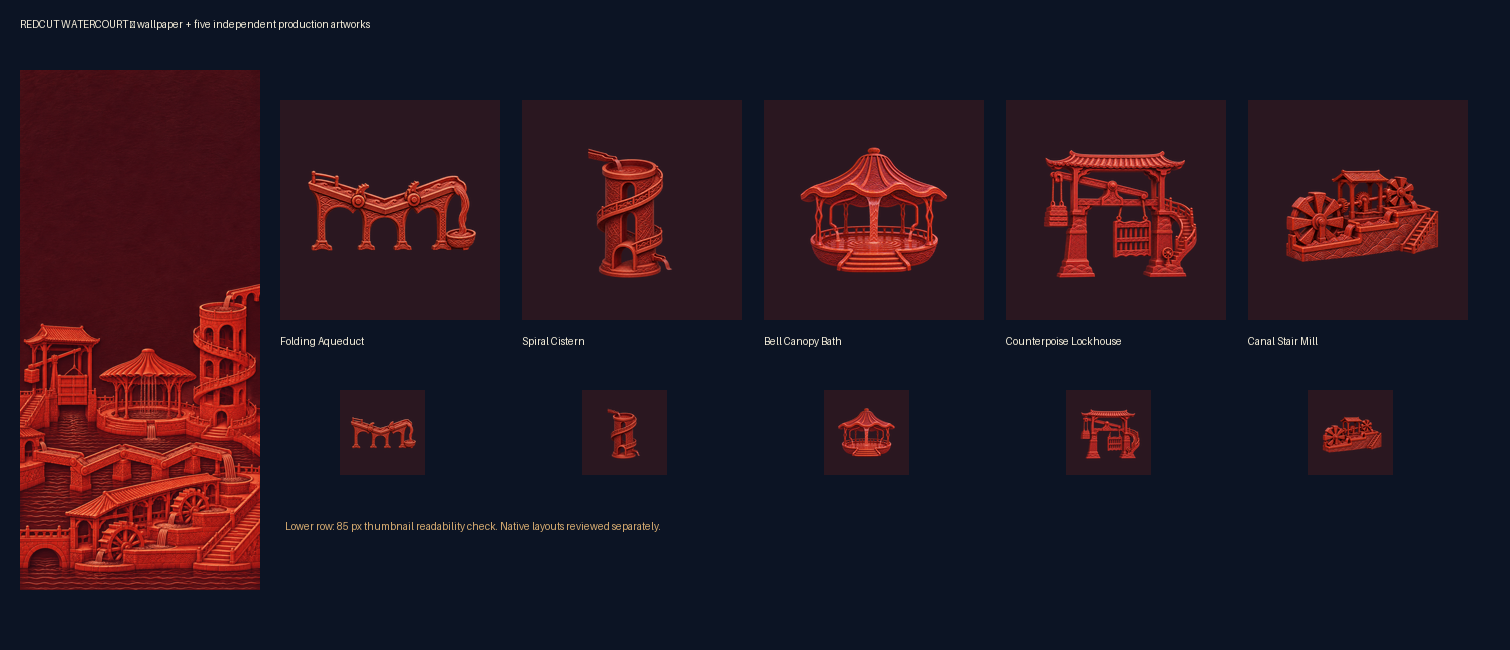 REDCUT WATERCOURT □ wallpaper + five independent production artworks
Folding Aqueduct
Spiral Cistern
Bell Canopy Bath
Counterpoise Lockhouse
Canal Stair Mill
Lower row: 85 px thumbnail readability check. Native layouts reviewed separately.